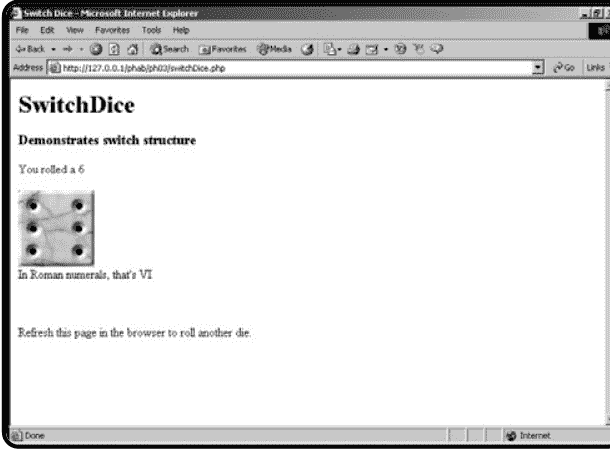 Switch Dice - Microsoft Internet Explorer
File Edit View Favorites Tools Help
Back Search Favorites Media
Address http://127.0.0.1/phab/ph03/switchDice.php Go Links
SwitchDice
Demonstrates switch structure
You rolled a 6
In Roman numerals, that's VI
Refresh this page in the browser to roll another die.
Done Internet